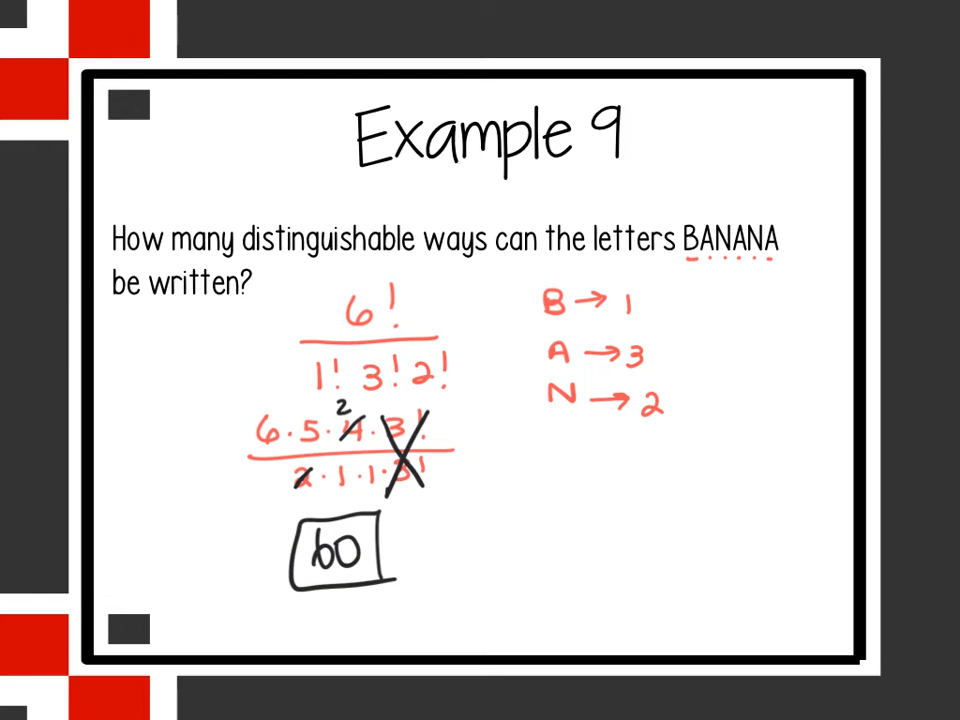 Example 9
How many distinguishable ways can the letters BANANA
be written?
6!
1! 3! 2!
B → 1
A → 3
N → 2
2
6 · 5 · 4 · 3!
2 · 1 · 1 · 3!
60